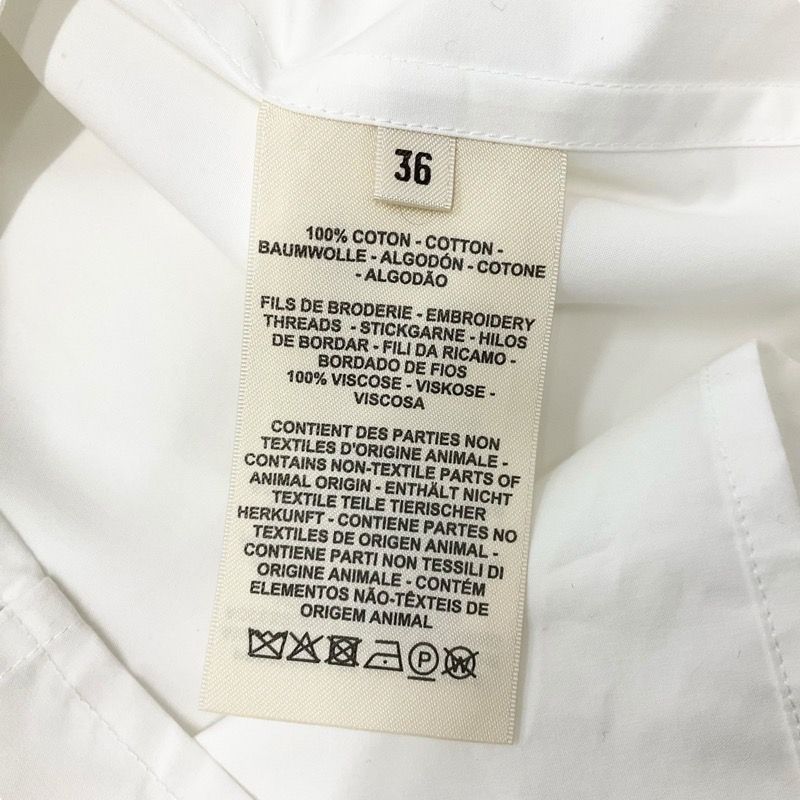 36
100% COTON - COTTON -
BAUMWOLLE - ALGODÓN - COTONE
- ALGODÃO
FILS DE BRODERIE - EMBROIDERY
THREADS - STICKGARNE - HILOS
DE BORDAR - FILI DA RICAMO -
BORDADO DE FIOS
100% VISCOSE - VISKOSE -
VISCOSA
CONTIENT DES PARTIES NON
TEXTILES D'ORIGINE ANIMALE -
CONTAINS NON-TEXTILE PARTS OF
ANIMAL ORIGIN - ENTHÄLT NICHT
TEXTILE TEILE TIERISCHER
HERKUNFT - CONTIENE PARTES NO
TEXTILES DE ORIGEN ANIMAL -
CONTIENE PARTI NON TESSILI DI
ORIGINE ANIMALE - CONTÉM
ELEMENTOS NÃO-TÊXTEIS DE
ORIGEM ANIMAL
P W